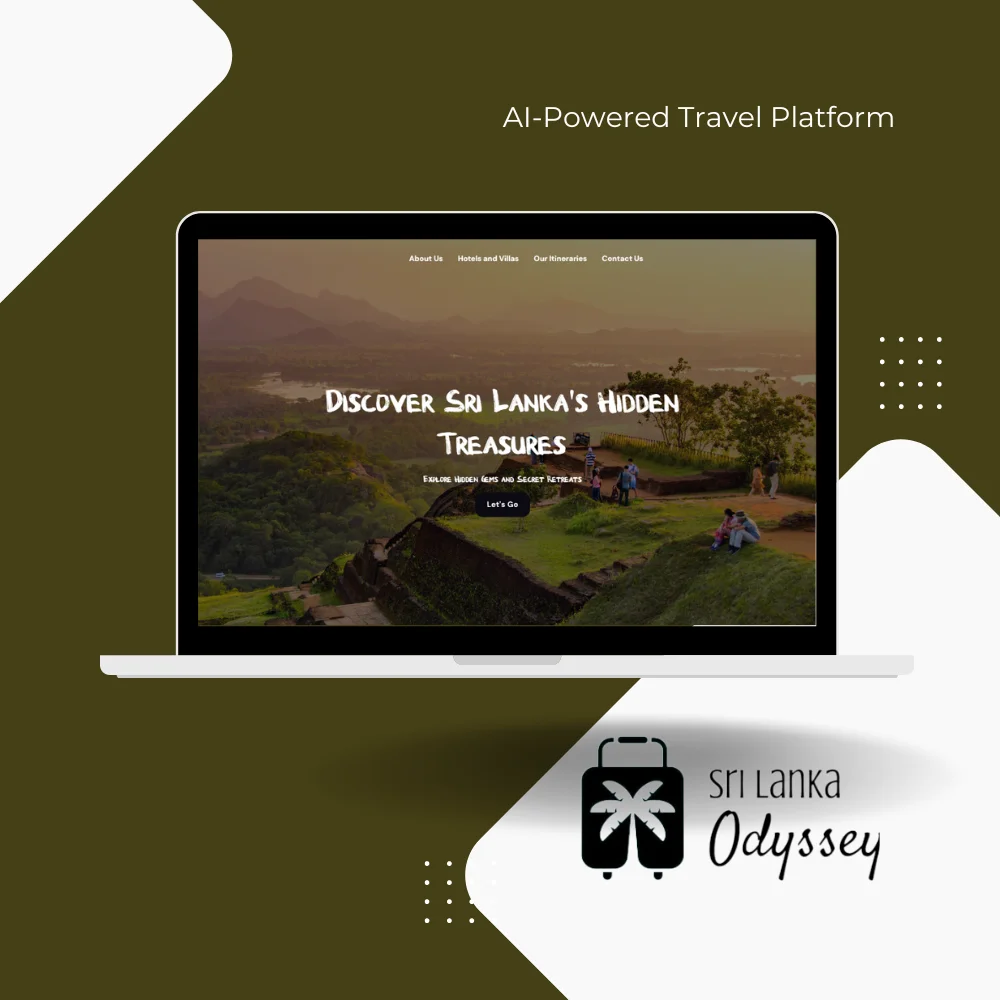 AI-Powered Travel Platform
About Us Hotels and Villas Our Itineraries Contact Us
Discover Sri Lanka's Hidden
Treasures
Explore Hidden Gems and Secret Retreats
Let's Go
Sri Lanka
Odyssey